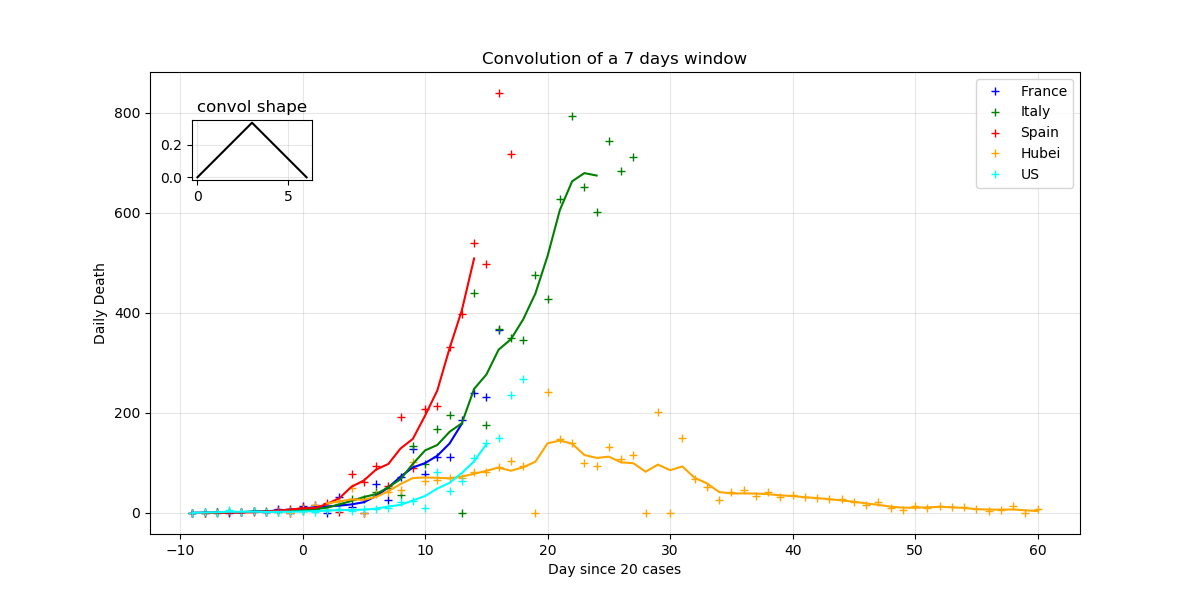 Convolution of a 7 days window
convol shape
0.2
0.0
0 5
France
Italy
Spain
Hubei
US
800
600
400
200
0
Daily Death
−10 0 10 20 30 40 50 60
Day since 20 cases